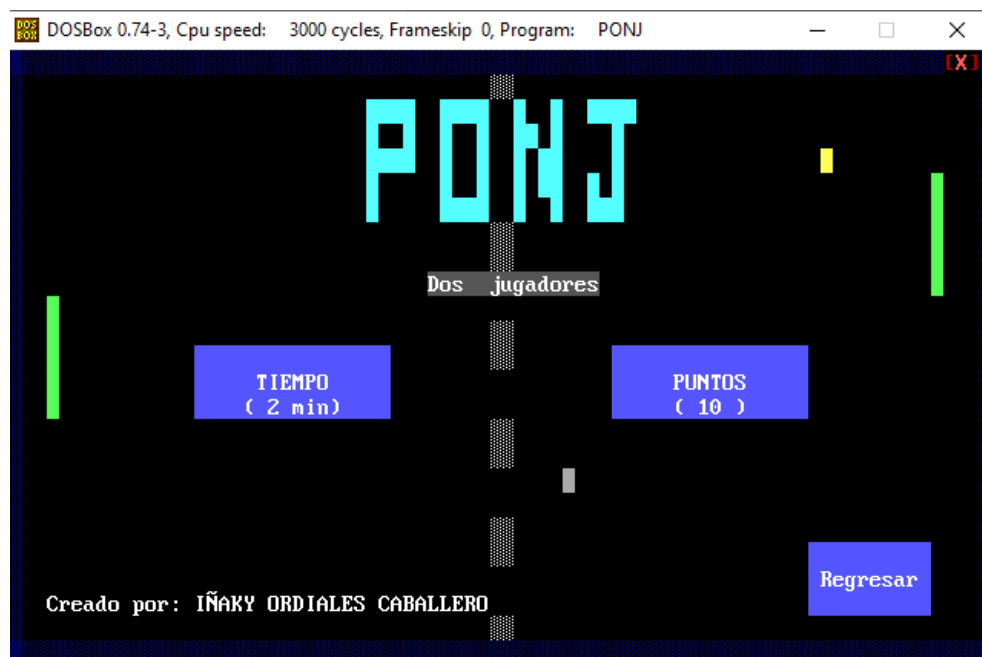 DOSBox 0.74-3, Cpu speed: 3000 cycles, Frameskip 0, Program: PONJ
[X]
PONJ
Dos jugadores
TIEMPO
( 2 min)
PUNTOS
( 10 )
Regresar
Creado por: IÑAKY ORDIALES CABALLERO